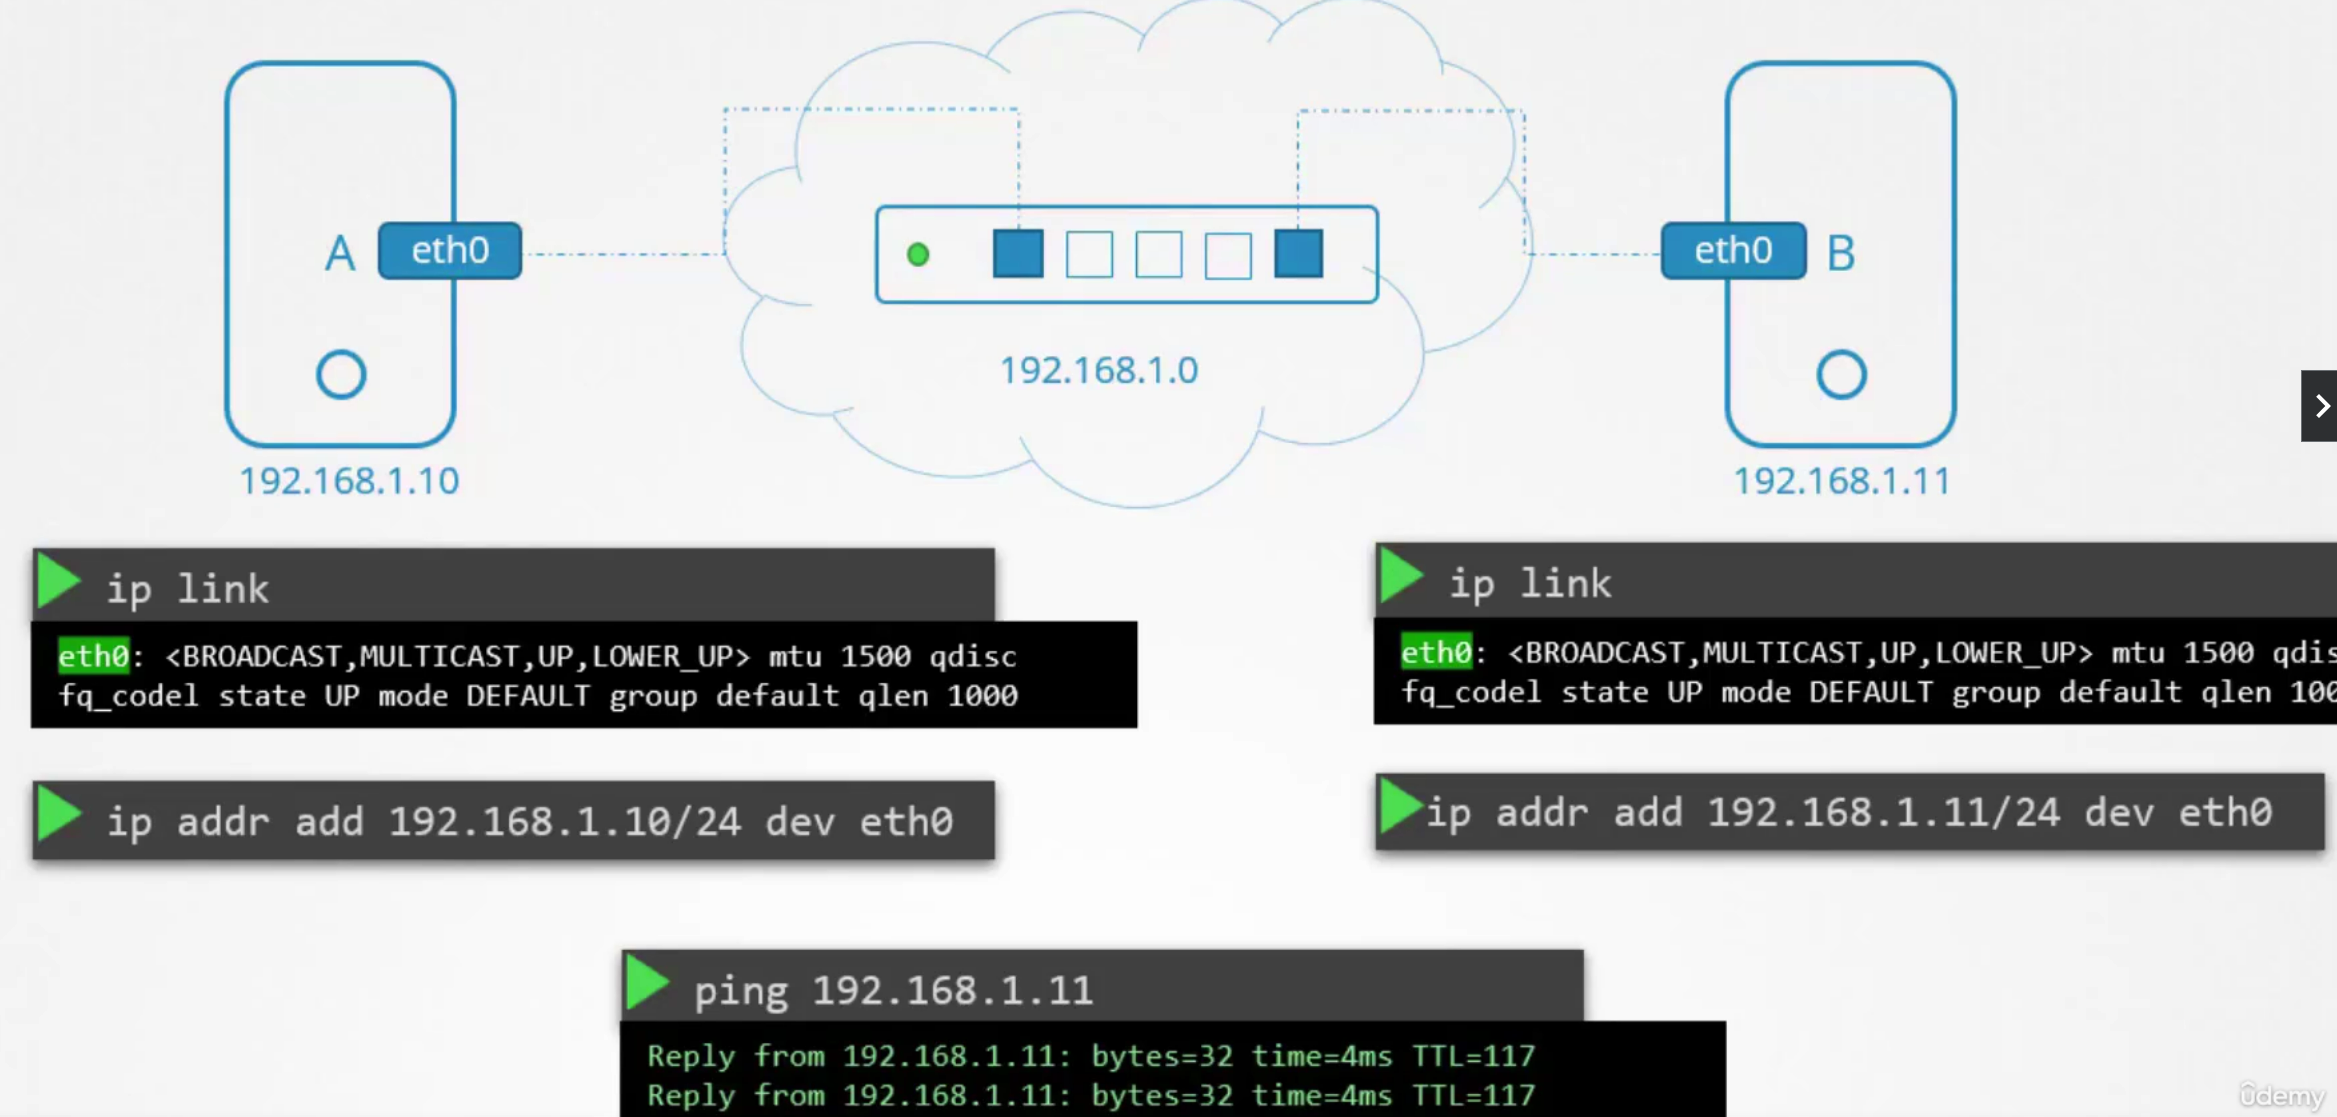 A
eth0
eth0
B
192.168.1.0
192.168.1.10
192.168.1.11
ip link
eth0: <BROADCAST,MULTICAST,UP,LOWER_UP> mtu 1500 qdisc
fq_codel state UP mode DEFAULT group default qlen 1000
ip addr add 192.168.1.10/24 dev eth0
ip link
eth0: <BROADCAST,MULTICAST,UP,LOWER_UP> mtu 1500 qdis
fq_codel state UP mode DEFAULT group default qlen 100
ip addr add 192.168.1.11/24 dev eth0
ping 192.168.1.11
Reply from 192.168.1.11: bytes=32 time=4ms TTL=117
Reply from 192.168.1.11: bytes=32 time=4ms TTL=117
ûdemy